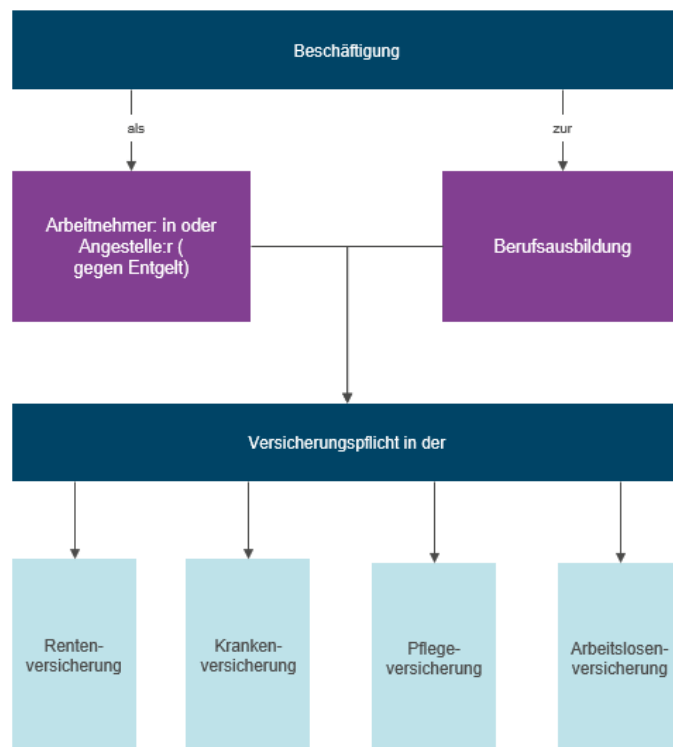 Beschäftigung
als
zur
Arbeitnehmer: in oder
Angestelle:r (
gegen Entgelt)
Berufsausbildung
Versicherungspflicht in der
Renten-
versicherung
Kranken-
versicherung
Pflege-
versicherung
Arbeitslosen-
versicherung